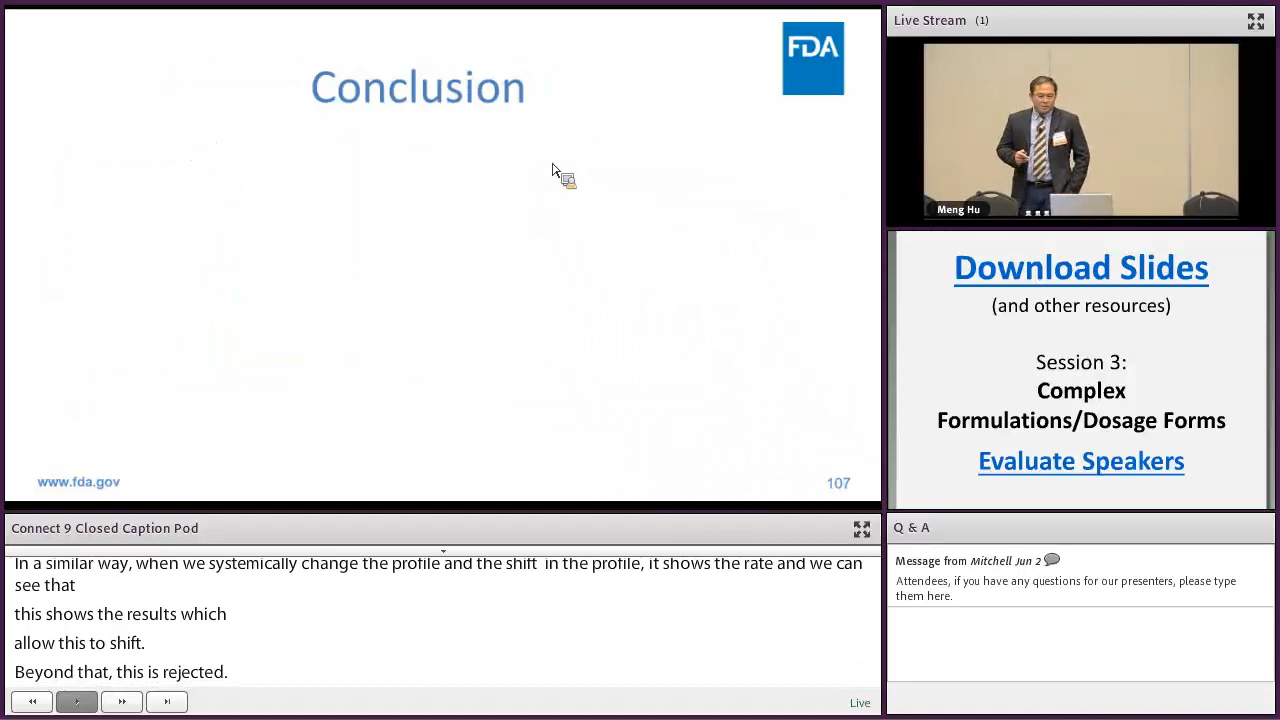 FDA
Conclusion
www.fda.gov
107
Live Stream (1)
Meng Hu
Download Slides
(and other resources)
Session 3:
Complex
Formulations/Dosage Forms
Evaluate Speakers
Connect 9 Closed Caption Pod
In a similar way, when we systemically change the profile and the shift in the profile, it shows the rate and we can
see that
this shows the results which
allow this to shift.
Beyond that, this is rejected.
Live
Q & A
Message from Mitchell Jun 2
Attendees, if you have any questions for our presenters, please type
them here.